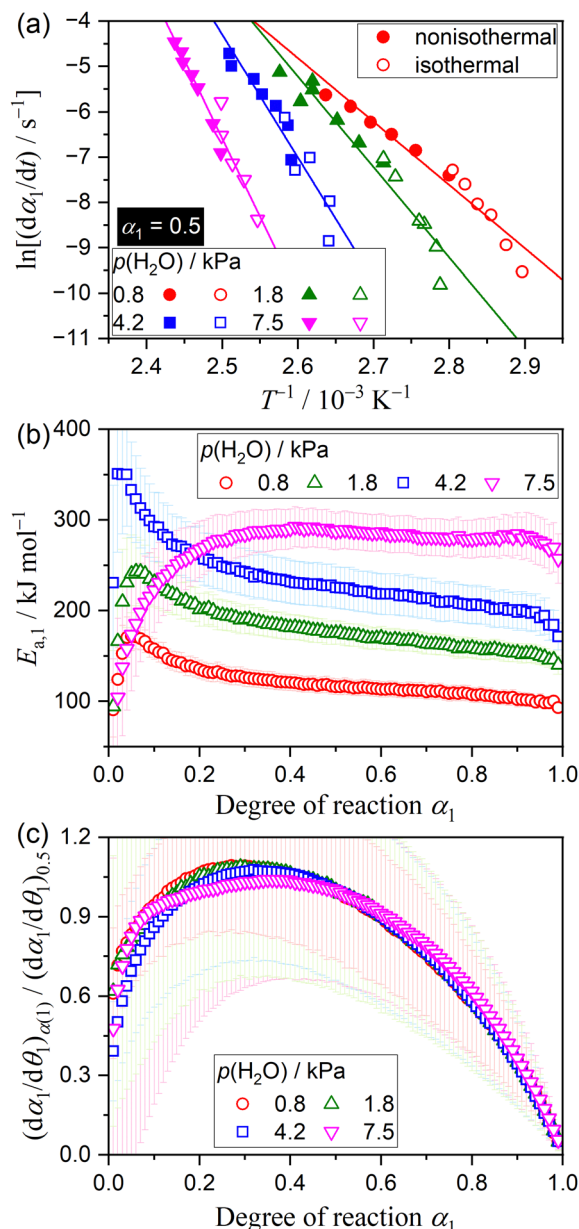 (a)
−4
−5
−6
−7
−8
−9
−10
−11
ln[(dα₁/dt) / s⁻¹]
nonisothermal
isothermal
α₁ = 0.5
p(H₂O) / kPa
0.8 1.8
4.2 7.5
2.4 2.5 2.6 2.7 2.8 2.9
T⁻¹ / 10⁻³ K⁻¹
(b)
400
300
200
100
Eₐ,₁ / kJ mol⁻¹
p(H₂O) / kPa
0.8 1.8 4.2 7.5
0.0 0.2 0.4 0.6 0.8 1.0
Degree of reaction α₁
(c)
1.2
0.9
0.6
0.3
0.0
(dα₁/dθ₁)α(1) / (dα₁/dθ₁)0.5
p(H₂O) / kPa
0.8 1.8
4.2 7.5
0.0 0.2 0.4 0.6 0.8 1.0
Degree of reaction α₁